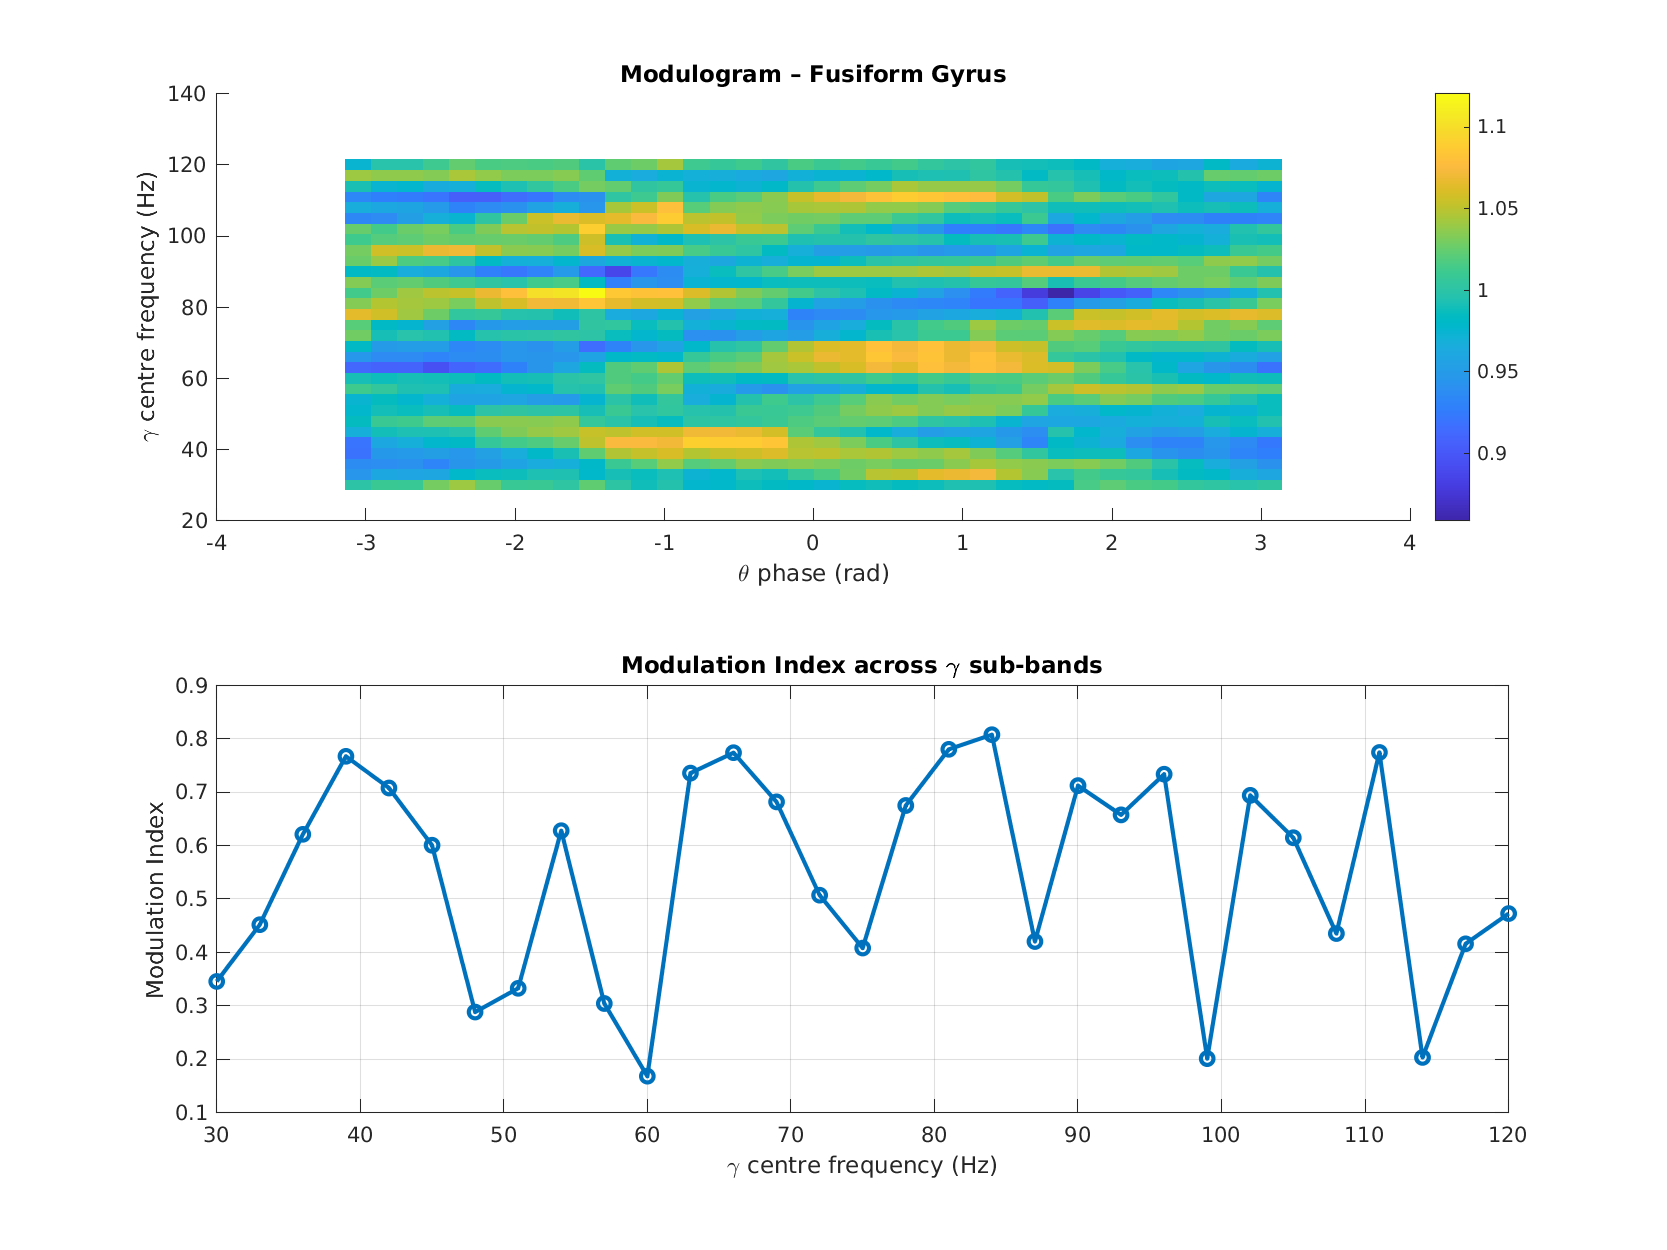 Modulogram – Fusiform Gyrus
140
120
100
80
60
40
20
γ centre frequency (Hz)
-4 -3 -2 -1 0 1 2 3 4
θ phase (rad)
1.1
1.05
1
0.95
0.9
Modulation Index across γ sub-bands
0.9
0.8
0.7
0.6
0.5
0.4
0.3
0.2
0.1
Modulation Index
30 40 50 60 70 80 90 100 110 120
γ centre frequency (Hz)